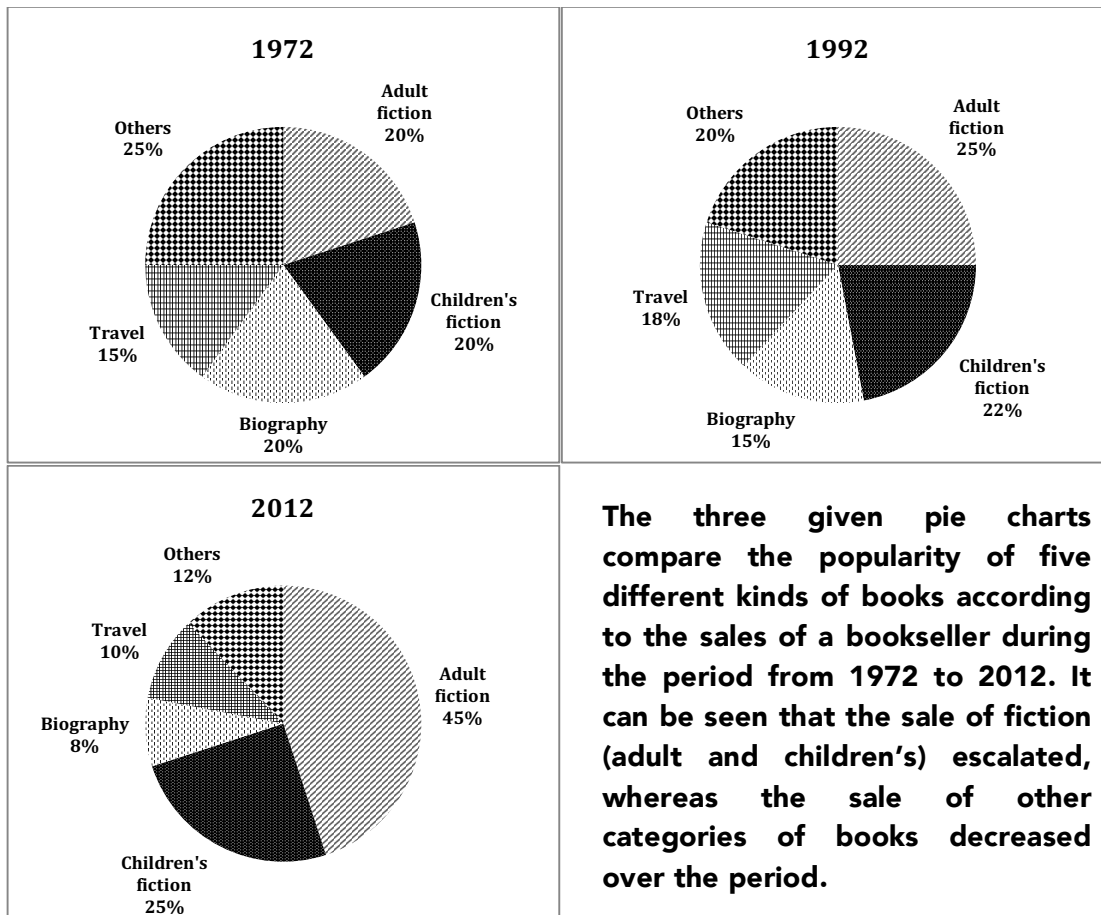 1972
Adult
fiction
20%
Children's
fiction
20%
Biography
20%
Travel
15%
Others
25%
1992
Adult
fiction
25%
Children's
fiction
22%
Biography
15%
Travel
18%
Others
20%
2012
Adult
fiction
45%
Children's
fiction
25%
Biography
8%
Travel
10%
Others
12%
The three given pie charts
compare the popularity of five
different kinds of books according
to the sales of a bookseller during
the period from 1972 to 2012. It
can be seen that the sale of fiction
(adult and children’s) escalated,
whereas the sale of other
categories of books decreased
over the period.